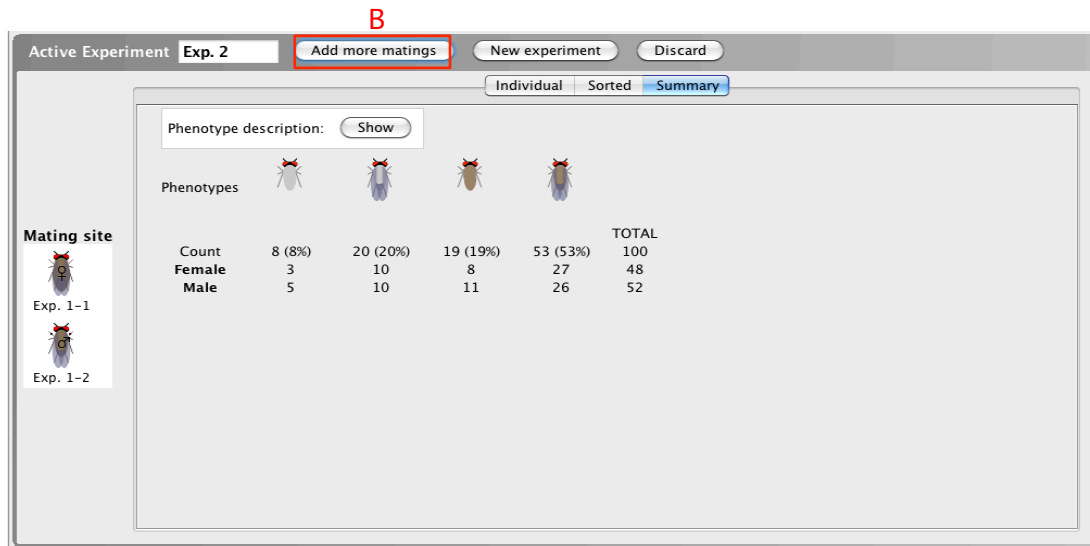 B
Active Experiment Exp. 2 Add more matings New experiment Discard
Individual Sorted Summary
Phenotype description: Show
Phenotypes
Mating site
TOTAL
Count 8 (8%) 20 (20%) 19 (19%) 53 (53%) 100
Female 3 10 8 27 48
Male 5 10 11 26 52
♀
Exp. 1-1
♂
Exp. 1-2